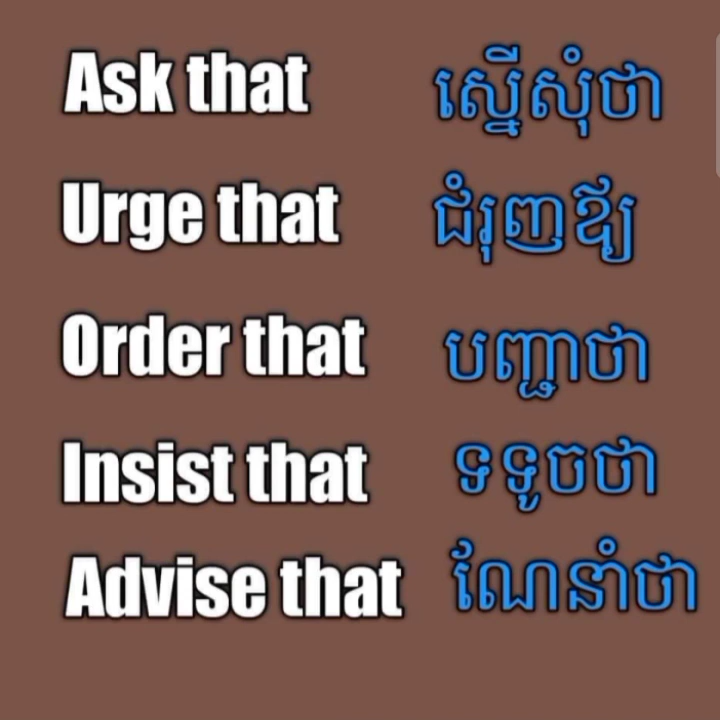 Ask that ស្នើសុំថា
Urge that ជំរុញឱ្យ
Order that បញ្ជាថា
Insist that ទទូចថា
Advise that ណែនាំថា